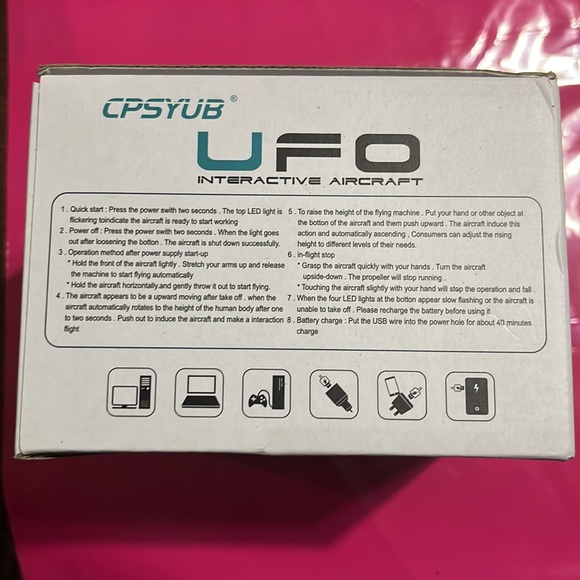 CPSYUB®
UFO
INTERACTIVE AIRCRAFT
1 . Quick start : Press the power swith two seconds . The top LED light is
flickering toindicate the aircraft is ready to start working
2 . Power off : Press the power swith two seconds . When the light goes
out after loosening the botton . The aircraft is shut down successfully.
3 . Operation method after power supply start-up
* Hold the front of the aircraft lightly . Stretch your arms up and release
the machine to start flying automatically
* Hold the aircraft horizontally.and gently throw it out to start flying.
4 . The aircraft appears to be a upward moving after take off . when the
aircraft automatically rotates to the height of the human body after one
to two seconds . Push out to induce the aircraft and make a interaction
flight
5 . To raise the height of the flying machine . Put your hand or other object at
the botton of the aircraft and them push upward . The aircraft induce this
action and automatically ascending , Consumers can adjust the rising
height to different levels of their needs.
6 . in-flight stop
* Grasp the aircraft quickly with your hands . Turn the aircraft
upside-down . The propeller will stop running .
* Touching the aircraft slightly with your hand will stop the operation and fall .
7 . When the four LED lights at the botton appear slow flashing or the aircraft is
unable to take off . Please recharge the battery before using it
8 . Battery charge : Put the USB wire into the power hole for about 40 minutes
charge